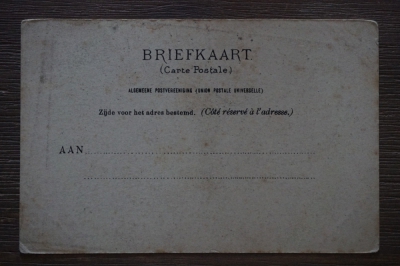 BRIEFKAART
(Carte Postale)
ALGEMEENE POSTVEREENIGING (UNION POSTALE UNIVERSELLE)
Zijde voor het adres bestemd. (Côté réservé à l'adresse.)
AAN